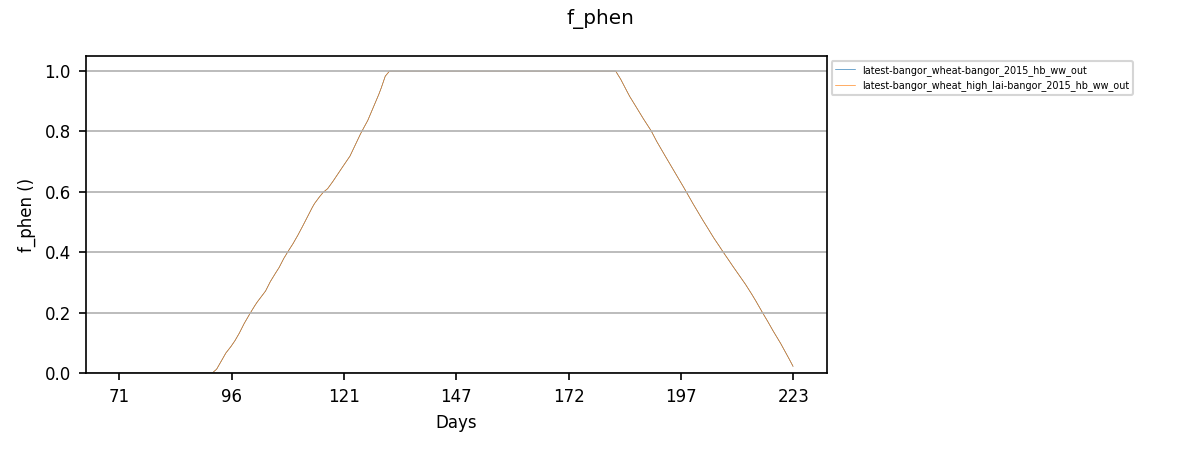 f_phen
latest-bangor_wheat-bangor_2015_hb_ww_out
latest-bangor_wheat_high_lai-bangor_2015_hb_ww_out
f_phen ()
1.0
0.8
0.6
0.4
0.2
0.0
71 96 121 147 172 197 223
Days